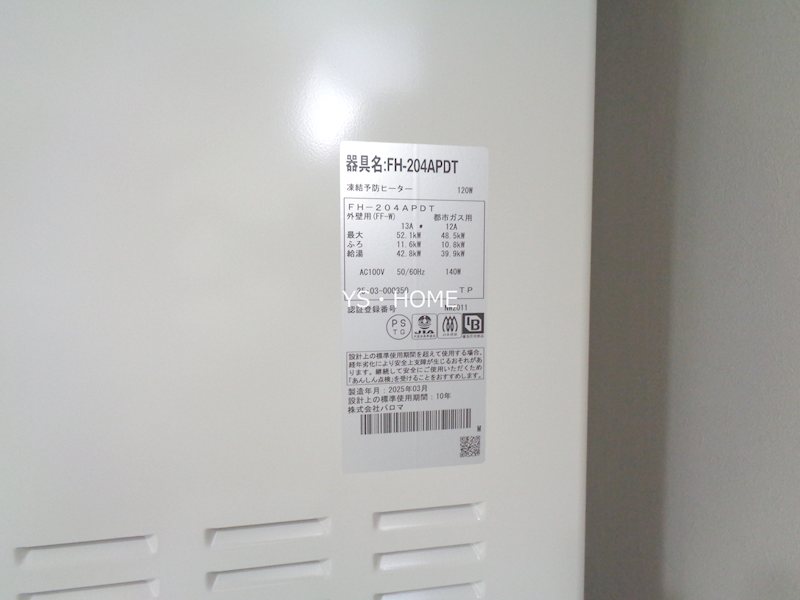 器具名:FH-204APDT
凍結予防ヒーター 120W
FH-204APDT
外壁用(FF-W) 都市ガス用
13A 12A
最大 52.1kW 48.5kW
ふろ 11.6kW 10.8kW
給湯 42.8kW 39.9kW
AC100V 50/60Hz 140W
25.03-000350 TP
YS・HOME
認証登録番号
PS
TG
JIA
設計上の標準使用期間を超えて使用する場合、
経年劣化により安全上支障が生じるおそれがあ
ります。継続して安全にご使用いただくため
「あんしん点検」を受けることをおすすめします。
製造年月:2025年03月
設計上の標準使用期間:10年
株式会社パロマ
M